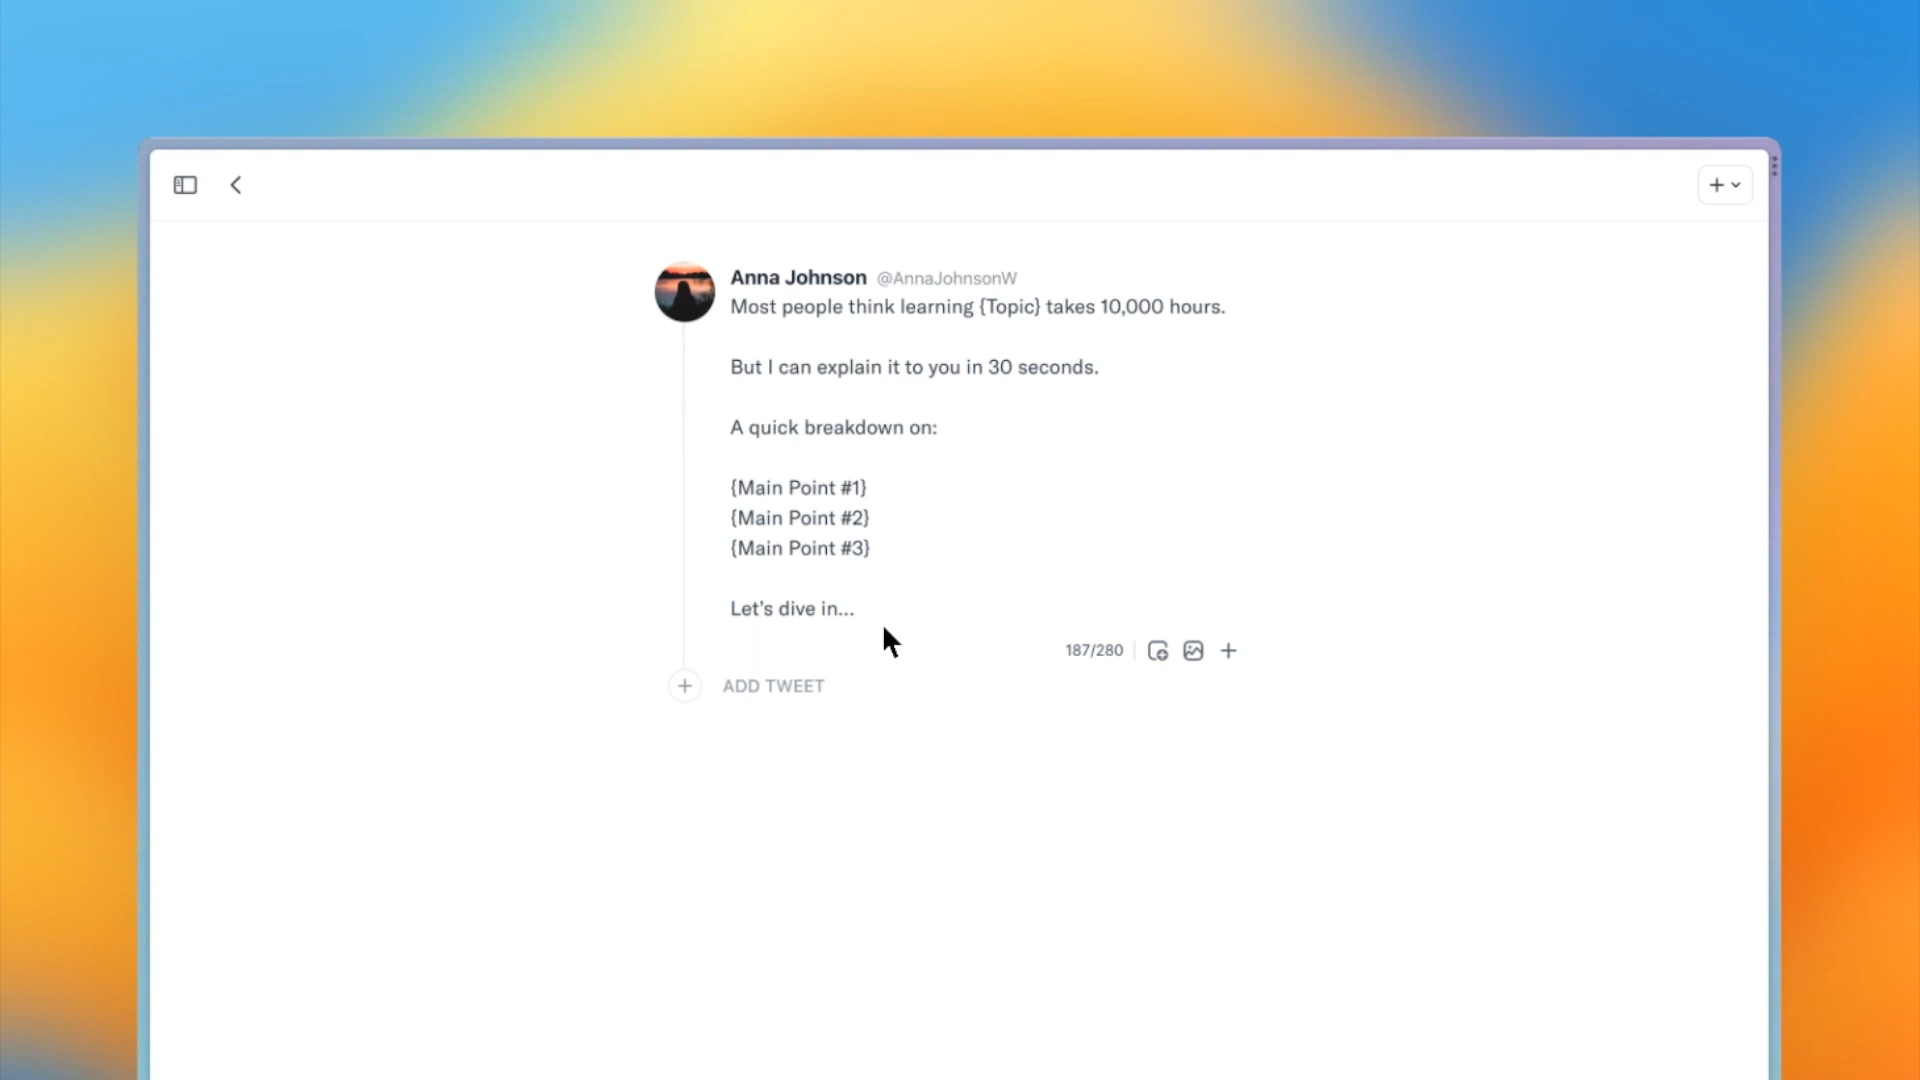 Anna Johnson @AnnaJohnsonW
Most people think learning {Topic} takes 10,000 hours.
But I can explain it to you in 30 seconds.
A quick breakdown on:
{Main Point #1}
{Main Point #2}
{Main Point #3}
Let's dive in...
187/280
ADD TWEET